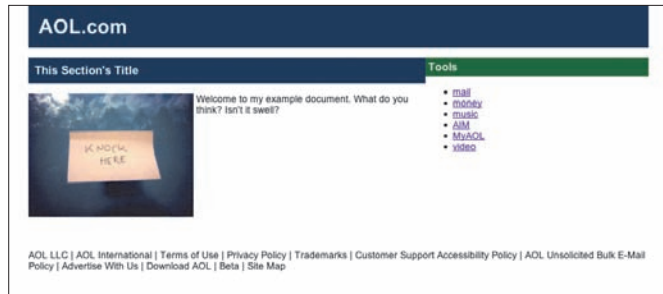 AOL.com
This Section's Title
KNOCK
HERE
Welcome to my example document. What do you
think? Isn't it swell?
Tools
mail
money
music
AIM
MyAOL
video
AOL LLC | AOL International | Terms of Use | Privacy Policy | Trademarks | Customer Support Accessibility Policy | AOL Unsolicited Bulk E-Mail
Policy | Advertise With Us | Download AOL | Beta | Site Map